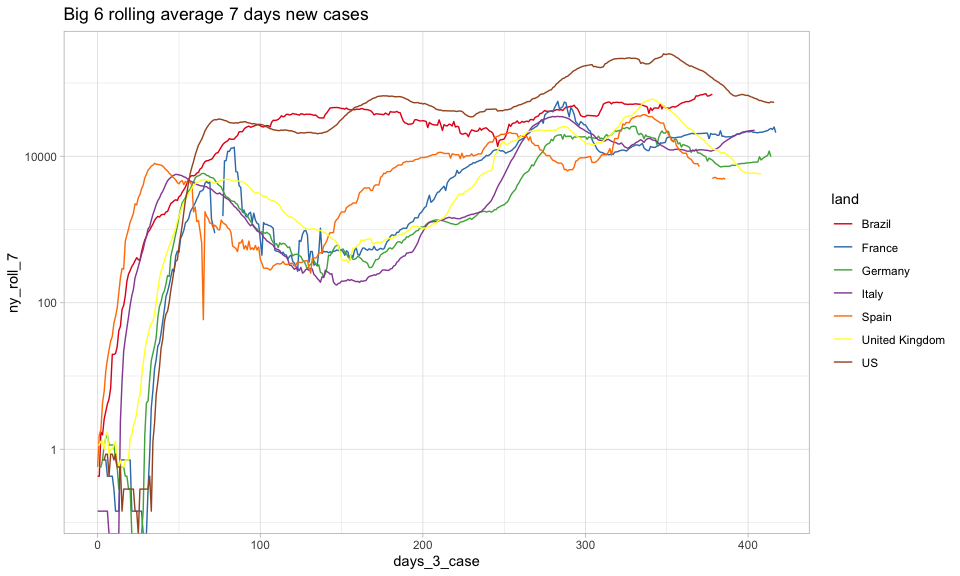 Big 6 rolling average 7 days new cases
ny_roll_7
10000
100
1
0
100
200
300
400
days_3_case
land
Brazil
France
Germany
Italy
Spain
United Kingdom
US